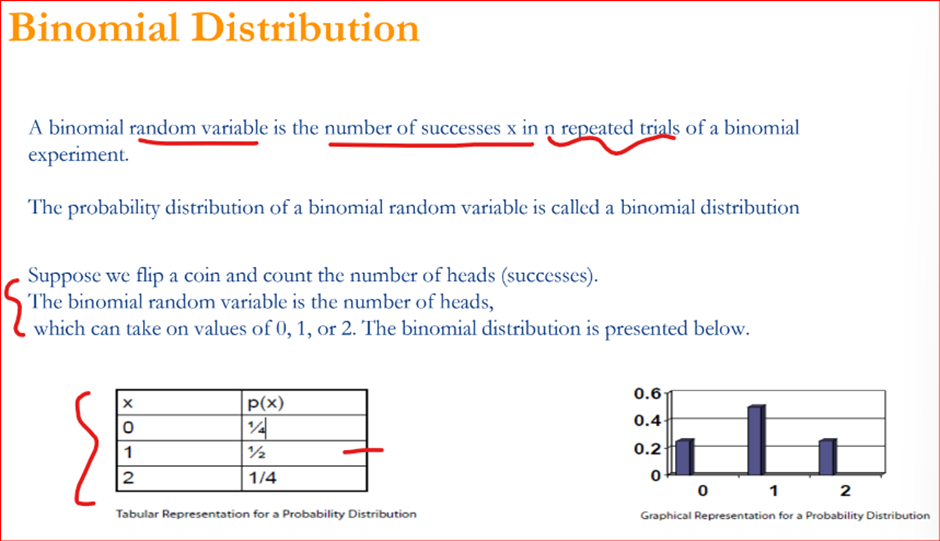 Binomial Distribution
A binomial random variable is the number of successes x in n repeated trials of a binomial
experiment.
The probability distribution of a binomial random variable is called a binomial distribution
Suppose we flip a coin and count the number of heads (successes).
The binomial random variable is the number of heads,
which can take on values of 0, 1, or 2. The binomial distribution is presented below.
x p(x)
0 ¼
1 ½
2 1/4
Tabular Representation for a Probability Distribution
0.6
0.4
0.2
0
0 1 2
Graphical Representation for a Probability Distribution